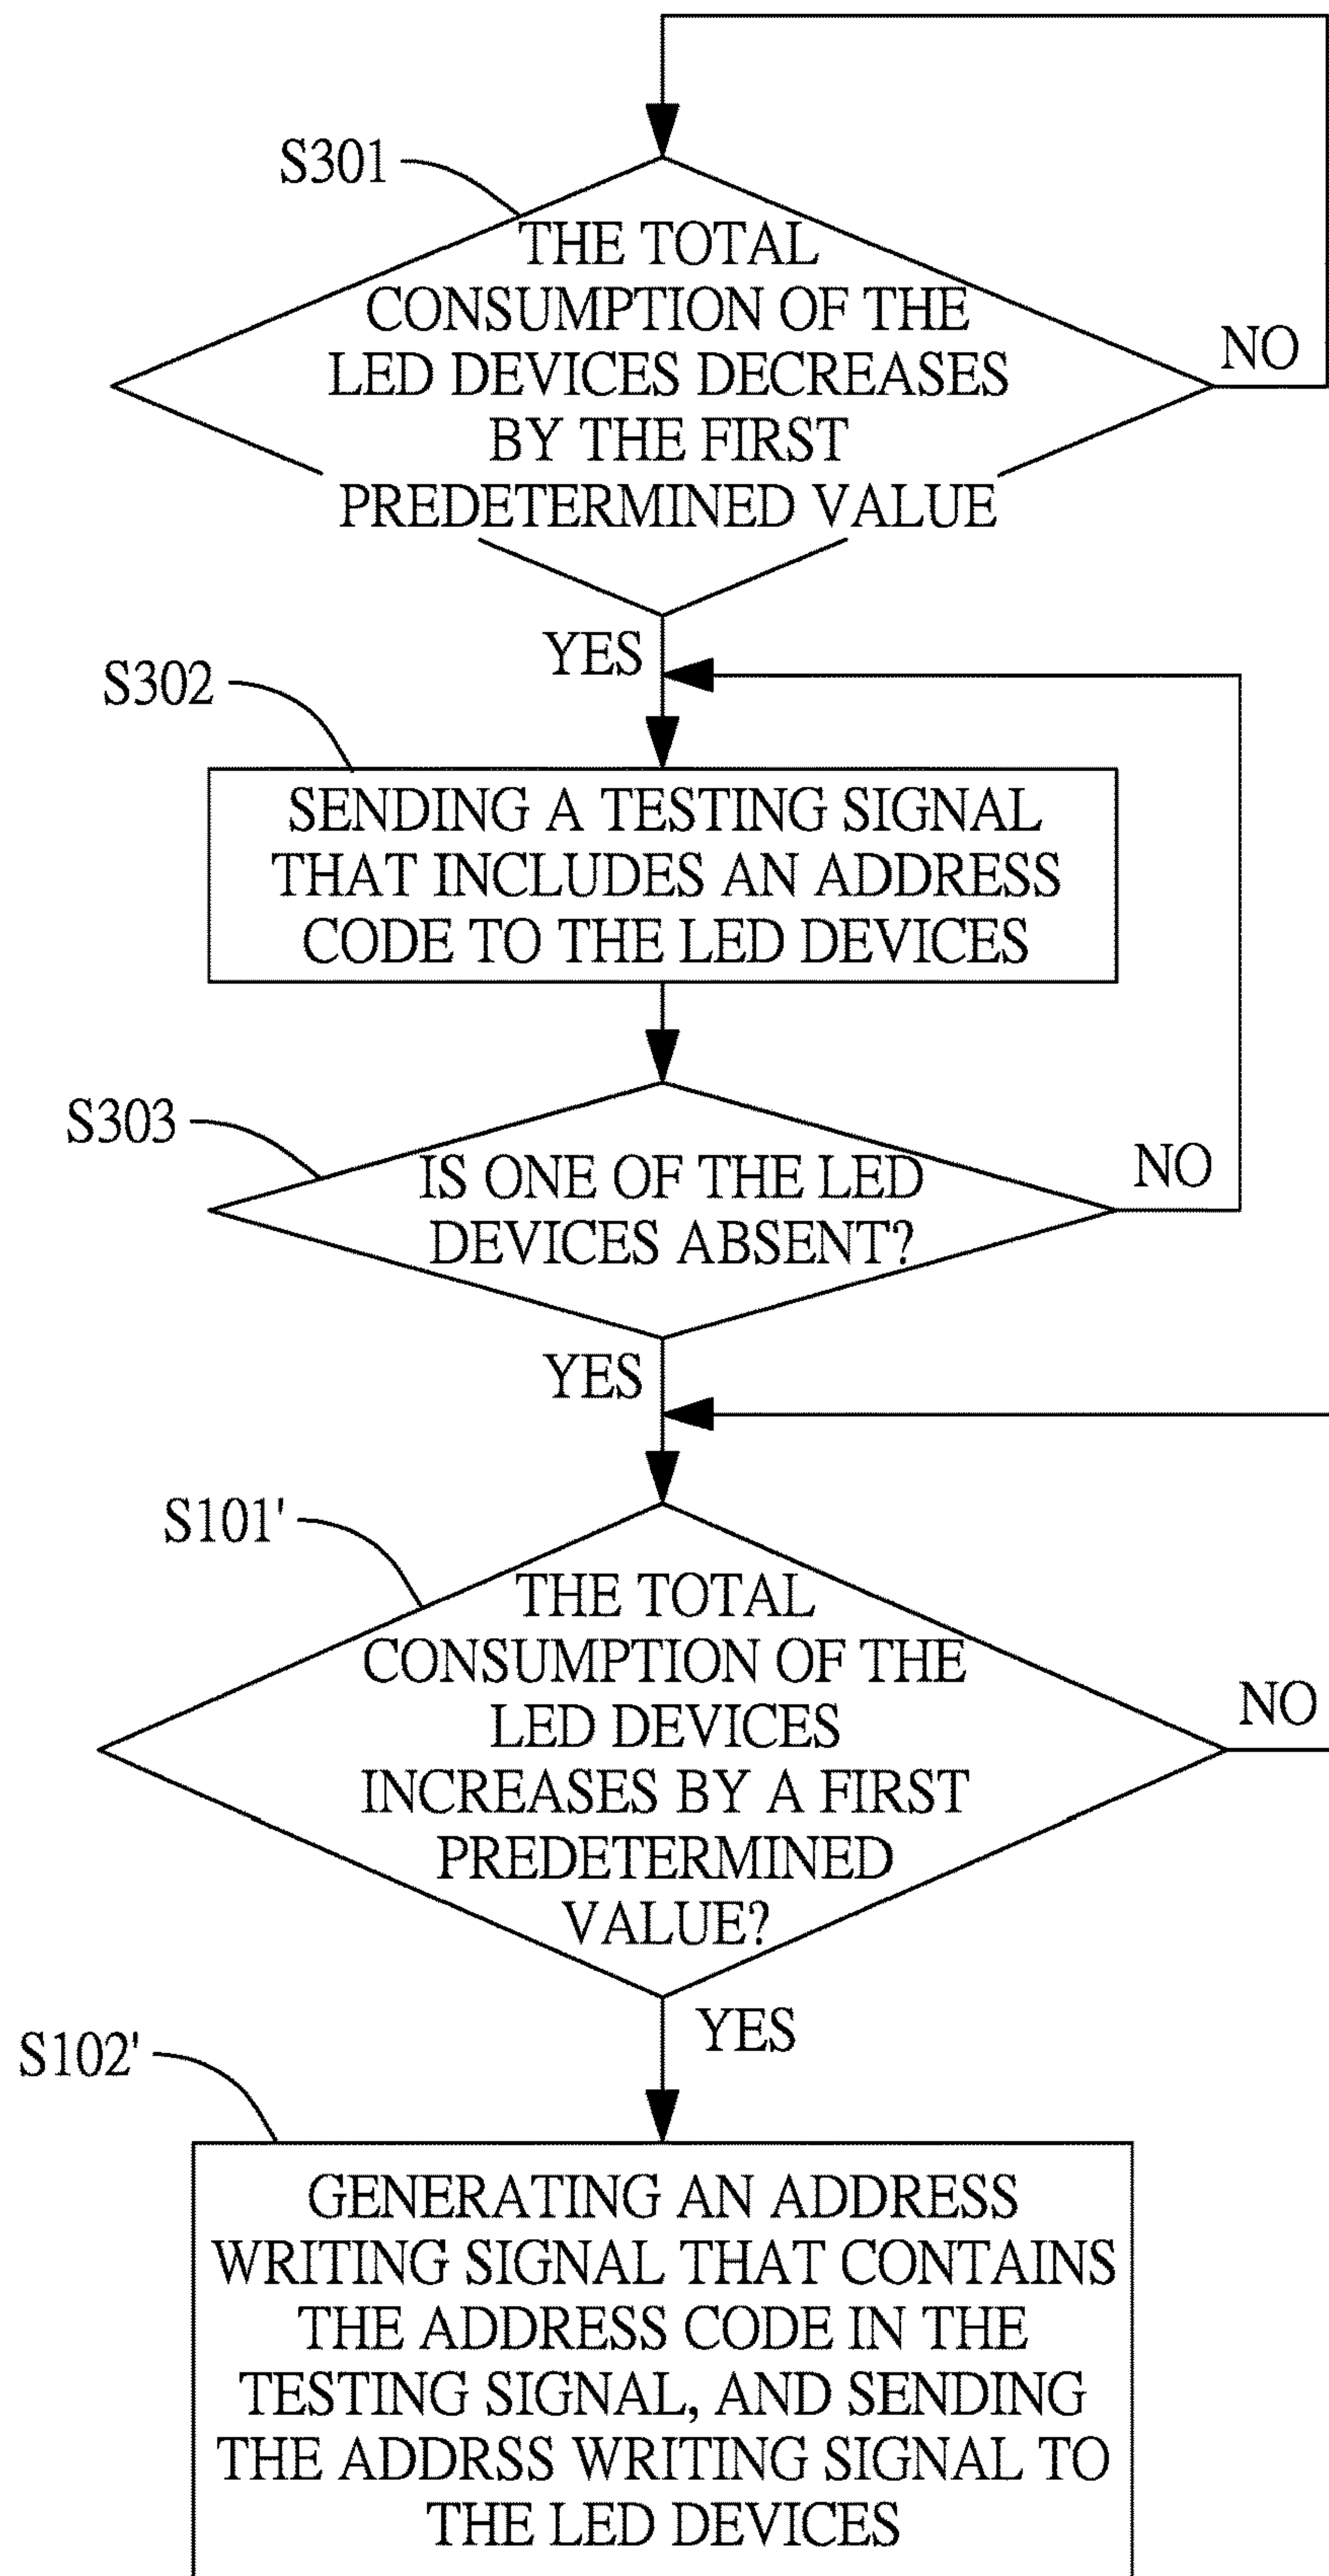 S301
THE TOTAL
CONSUMPTION OF THE
LED DEVICES DECREASES
BY THE FIRST
PREDETERMINED VALUE
NO
YES
S302
SENDING A TESTING SIGNAL
THAT INCLUDES AN ADDRESS
CODE TO THE LED DEVICES
S303
IS ONE OF THE LED
DEVICES ABSENT?
NO
YES
S101'
THE TOTAL
CONSUMPTION OF THE
LED DEVICES
INCREASES BY A FIRST
PREDETERMINED
VALUE?
NO
YES
S102'
GENERATING AN ADDRESS
WRITING SIGNAL THAT CONTAINS
THE ADDRESS CODE IN THE
TESTING SIGNAL, AND SENDING
THE ADDRSS WRITING SIGNAL TO
THE LED DEVICES